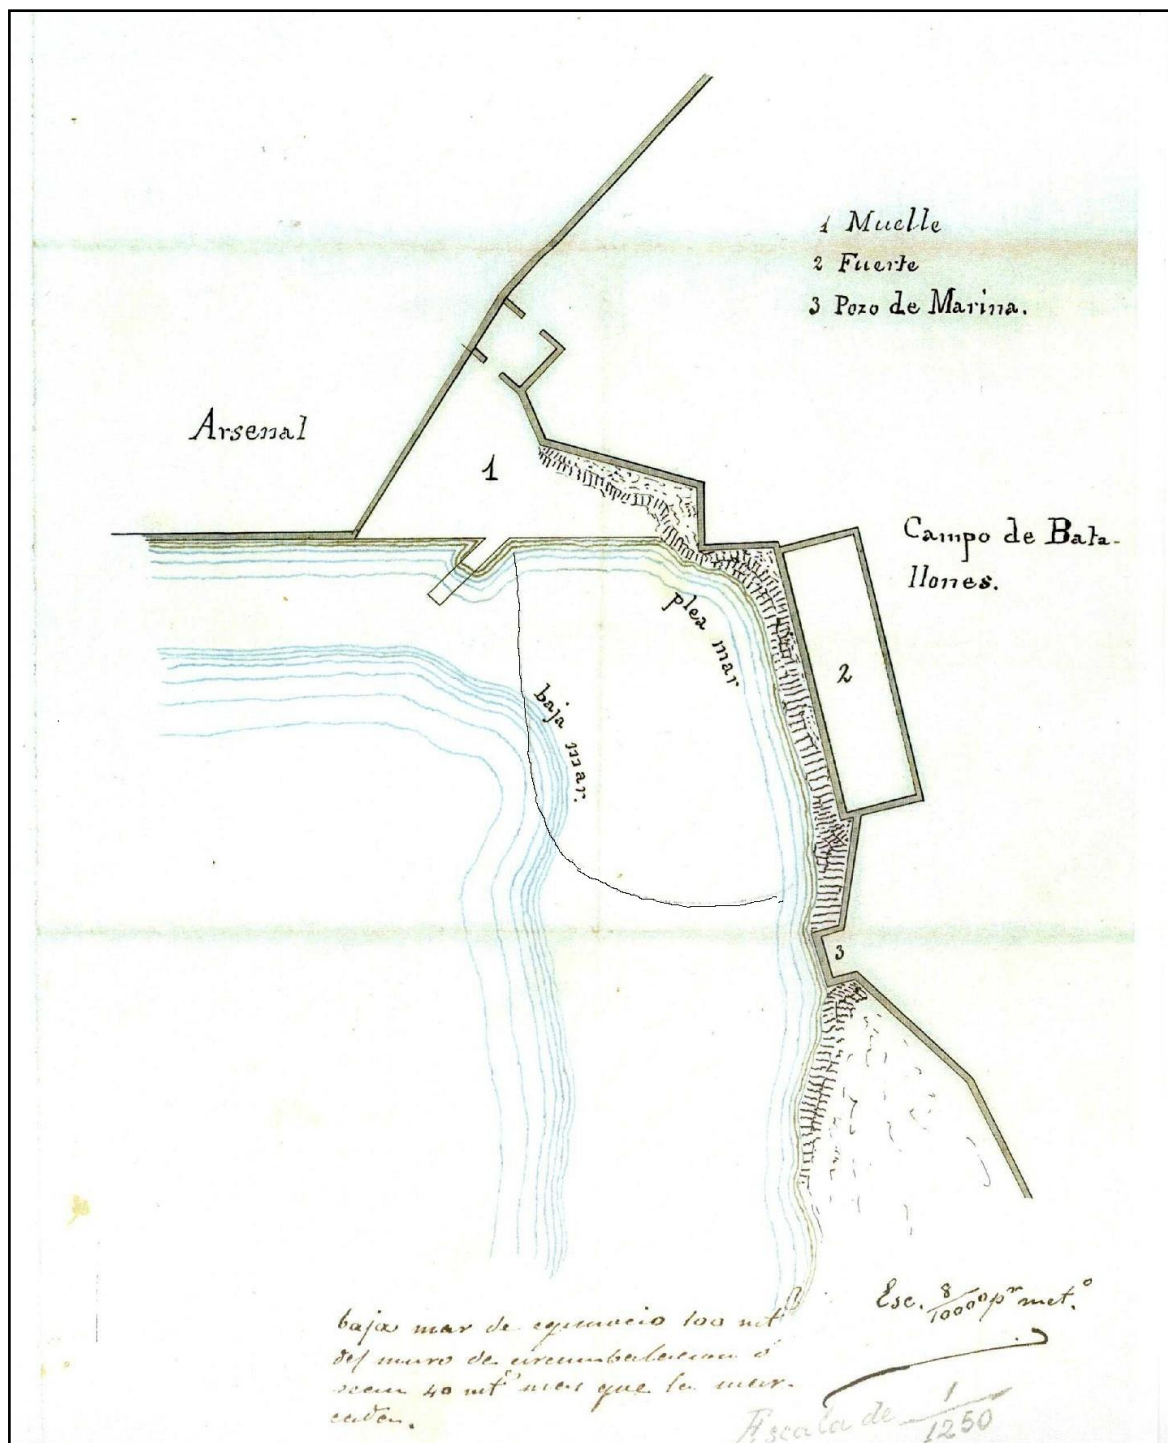 1 Muelle
2 Fuerte
3 Pozo de Marina.
Arsenal
1
Campo de Bata-
llones.
plea mar
2
baja mar.
3
Esc. 8/10000 pr met.o
baja mar de equinocio 100 mt
del muro de circumbalacion ó
sean 40 mts mas que la mar-
cada.
Escala de 1/1250